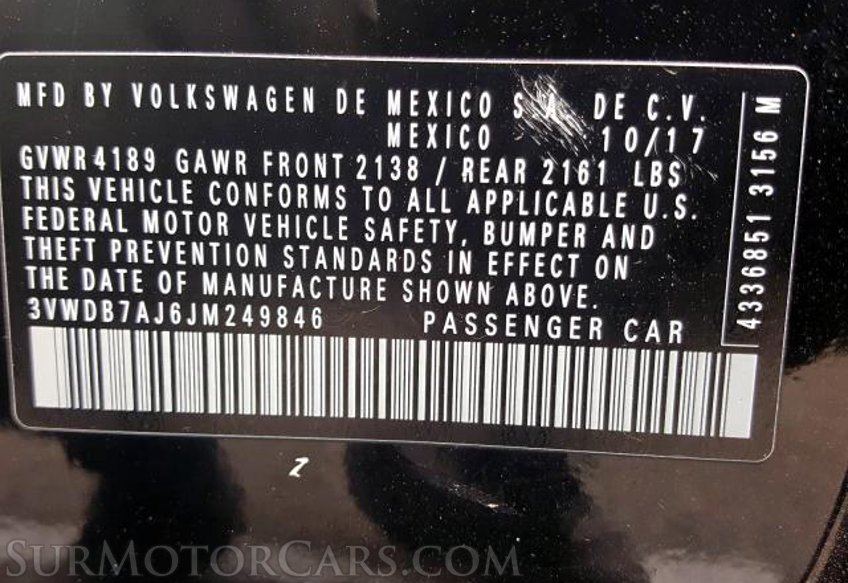 MFD BY VOLKSWAGEN DE MEXICO S.A. DE C.V.
MEXICO 10/17
GVWR 4189 GAWR FRONT 2138 / REAR 2161 LBS
THIS VEHICLE CONFORMS TO ALL APPLICABLE U.S.
FEDERAL MOTOR VEHICLE SAFETY, BUMPER AND
THEFT PREVENTION STANDARDS IN EFFECT ON
THE DATE OF MANUFACTURE SHOWN ABOVE.
3VWDB7AJ6JM249846 PASSENGER CAR
4336851 3156 M
SURMOTORCARS.COM